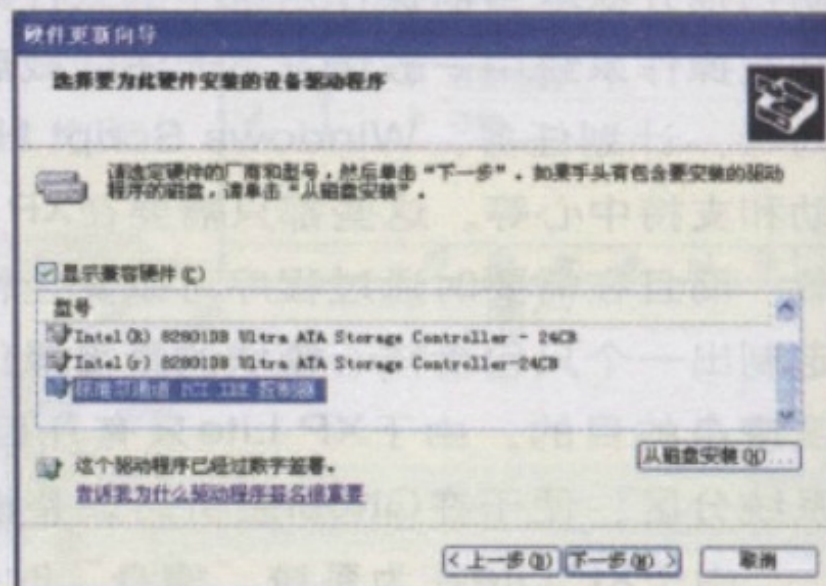 硬件更新向导
选择要为此硬件安装的设备驱动程序
请选定硬件的厂商和型号，然后单击“下一步”。如果手头有包含要安装的驱动
程序的磁盘，请单击“从磁盘安装”。
显示兼容硬件(C)
型号
Intel(R) 82801DB Ultra ATA Storage Controller - 24CB
Intel(r) 82801DB Ultra ATA Storage Controller-24CB
标准双通道 PCI IDE 控制器
这个驱动程序已经过数字签署。
从磁盘安装(H)...
告诉我为什么驱动程序签名很重要
<上一步(B) 下一步(N)> 取消